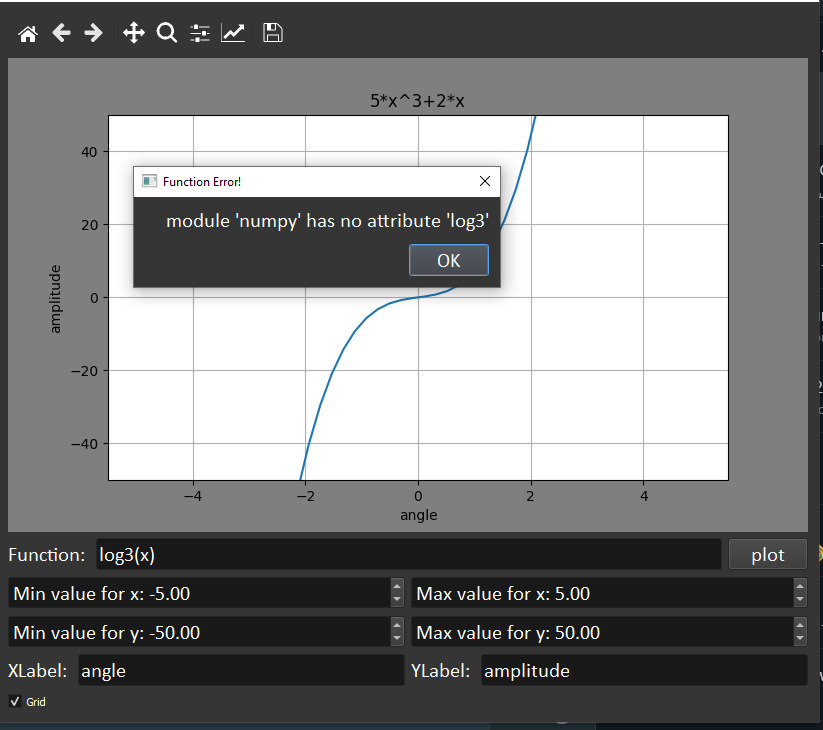 5*x^3+2*x
Function Error!
module 'numpy' has no attribute 'log3'
OK
40
20
0
−20
−40
amplitude
−4
−2
0
2
4
angle
Function: log3(x)
plot
Min value for x: -5.00
Max value for x: 5.00
Min value for y: -50.00
Max value for y: 50.00
XLabel: angle
YLabel: amplitude
Grid